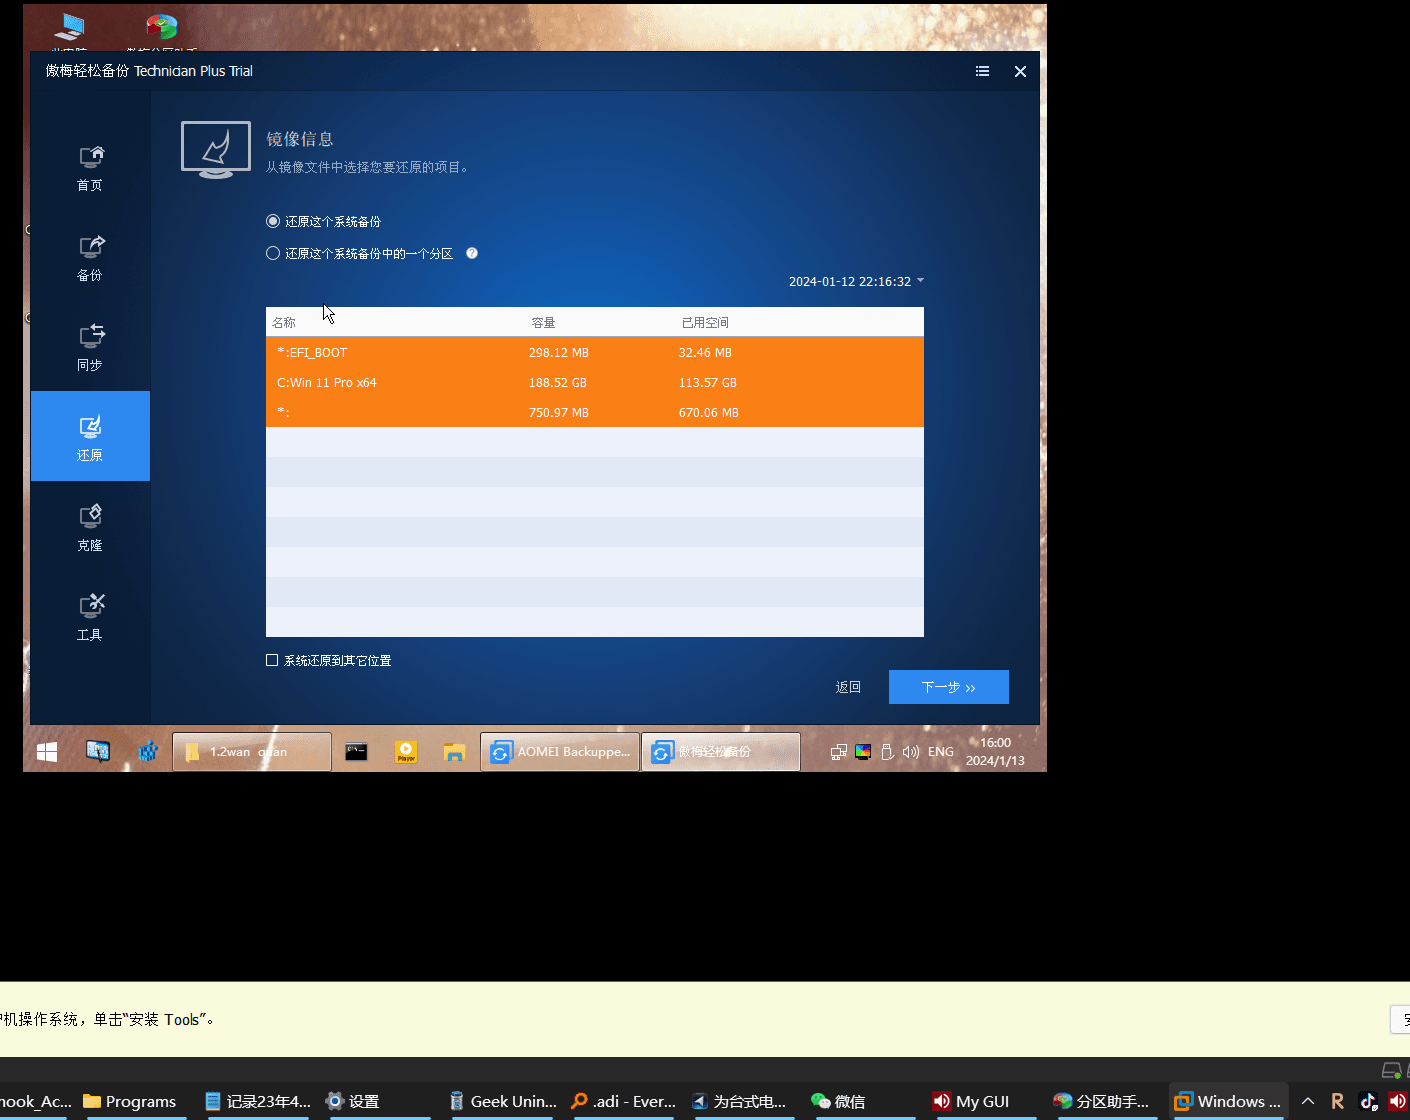 傲梅轻松备份 Technician Plus Trial
首页
备份
同步
还原
克隆
工具
镜像信息
从镜像文件中选择您要还原的项目。
还原这个系统备份
还原这个系统备份中的一个分区
2024-01-12 22:16:32
名称 容量 已用空间
*:EFI_BOOT 298.12 MB 32.46 MB
C:Win 11 Pro x64 188.52 GB 113.57 GB
*: 750.97 MB 670.06 MB
系统还原到其它位置
返回 下一步 >>
1.2wan quan
Player
AOMEI Backuppe...
傲梅轻松备份
ENG
16:00
2024/1/13
机操作系统，单击“安装 Tools”。
nook_Ac... Programs 记录23年4... 设置 Geek Unin... .adi - Ever... 为台式电... 微信 My GUI 分区助手... Windows ...